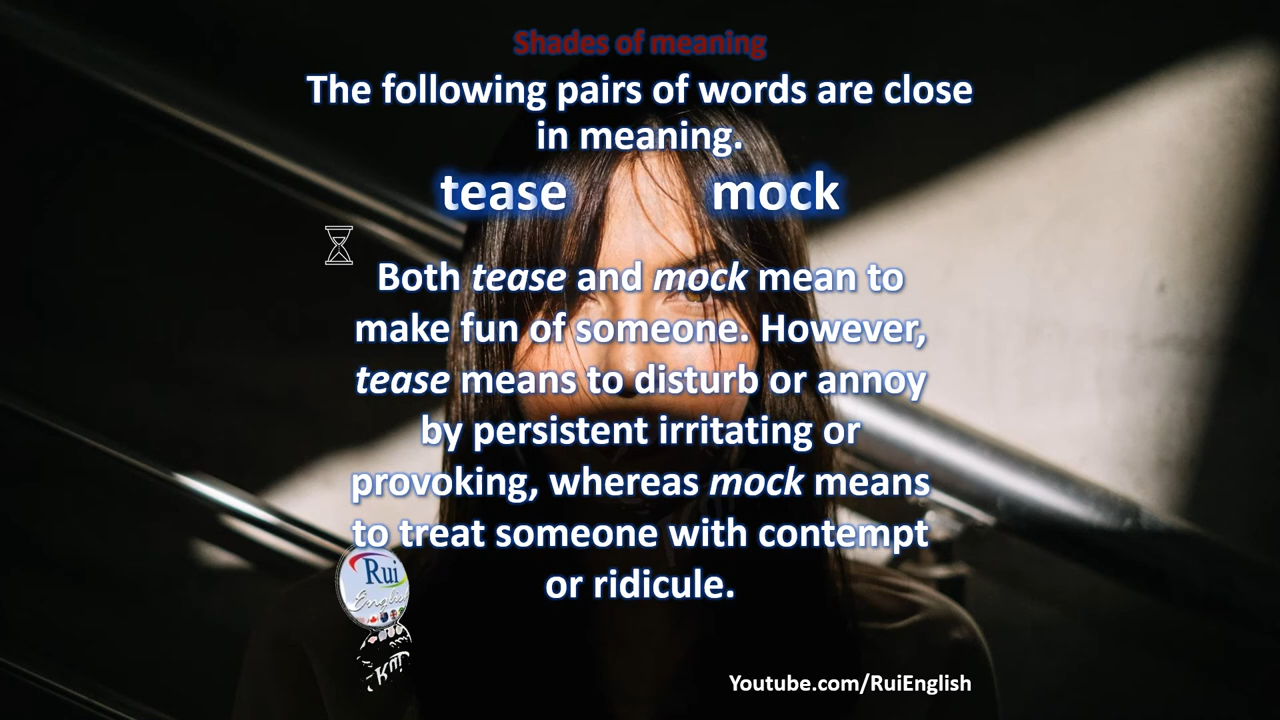 Shades of meaning
The following pairs of words are close
in meaning.
tease mock
Both tease and mock mean to
make fun of someone. However,
tease means to disturb or annoy
by persistent irritating or
provoking, whereas mock means
to treat someone with contempt
or ridicule.
Rui
English
Youtube.com/RuiEnglish